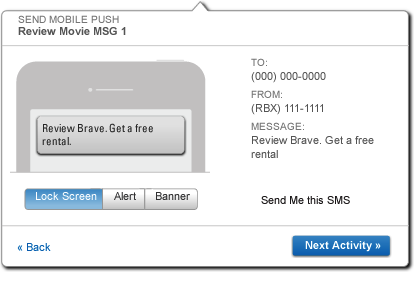 SEND MOBILE PUSH
Review Movie MSG 1
Review Brave. Get a free
rental.
Lock Screen
Alert
Banner
TO:
(000) 000-0000
FROM:
(RBX) 111-1111
MESSAGE:
Review Brave. Get a free
rental
Send Me this SMS
« Back
Next Activity »